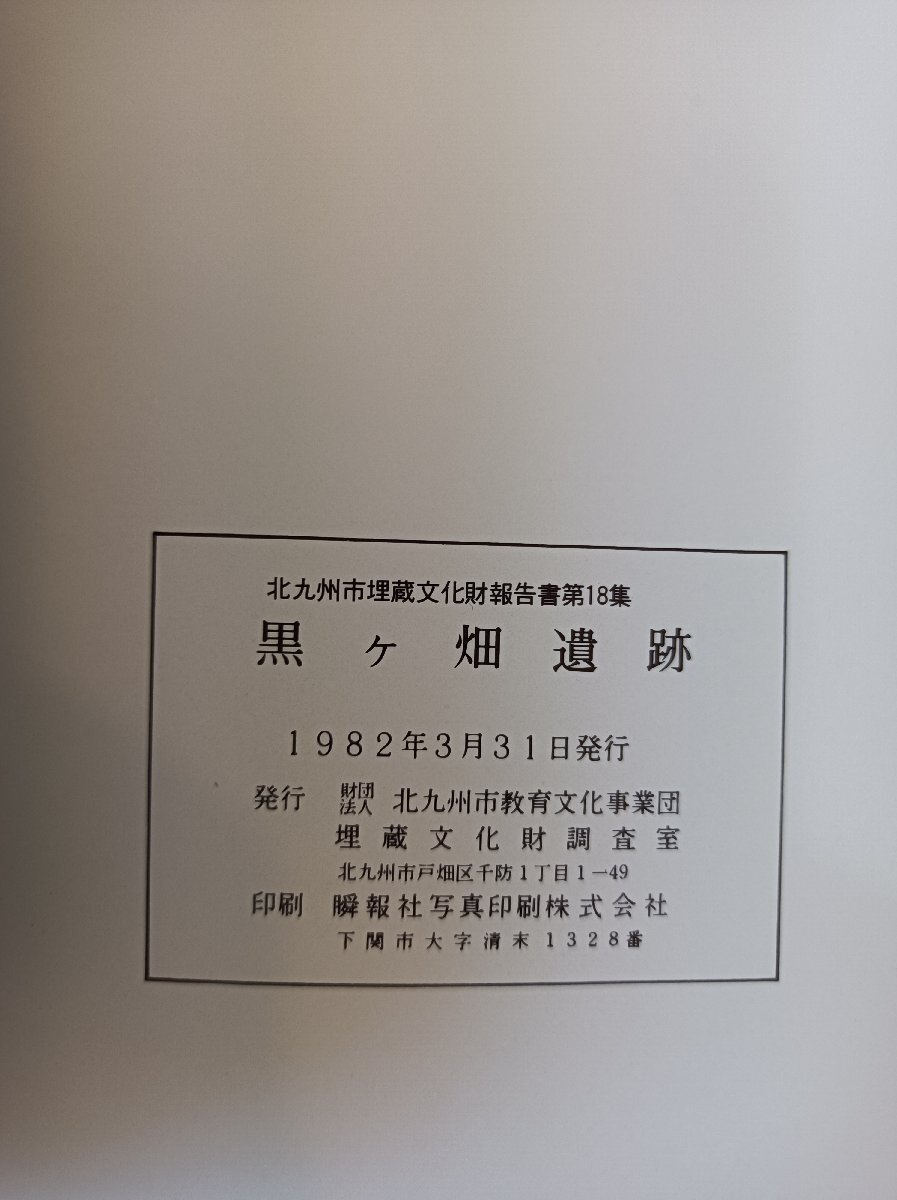 北九州市埋蔵文化財報告書第18集
黒ヶ畑遺跡
1982年3月31日発行
発行 財団法人 北九州市教育文化事業団
埋蔵文化財調査室
北九州市戸畑区千防1丁目1−49
印刷 瞬報社写真印刷株式会社
下関市大字清末1328番